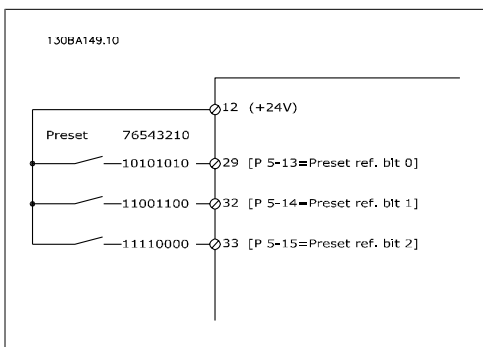 130BA149.10
12 (+24V)
Preset 76543210
10101010 29 [P 5-13=Preset ref. bit 0]
11001100 32 [P 5-14=Preset ref. bit 1]
11110000 33 [P 5-15=Preset ref. bit 2]